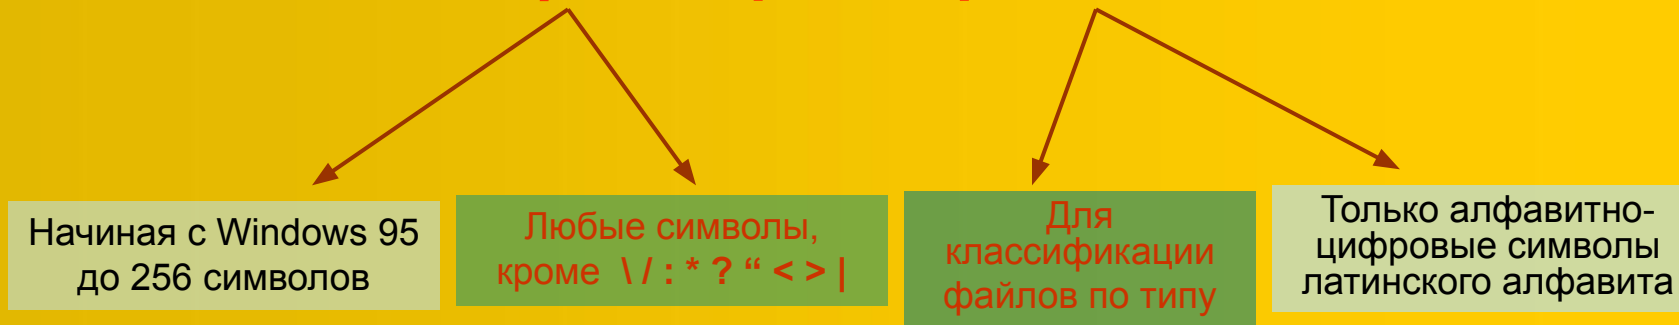 Начиная с Windows 95
до 256 символов
Любые символы,
кроме \ / : * ? “ < > |
Для
классификации
файлов по типу
Только алфавитно-
цифровые символы
латинского алфавита